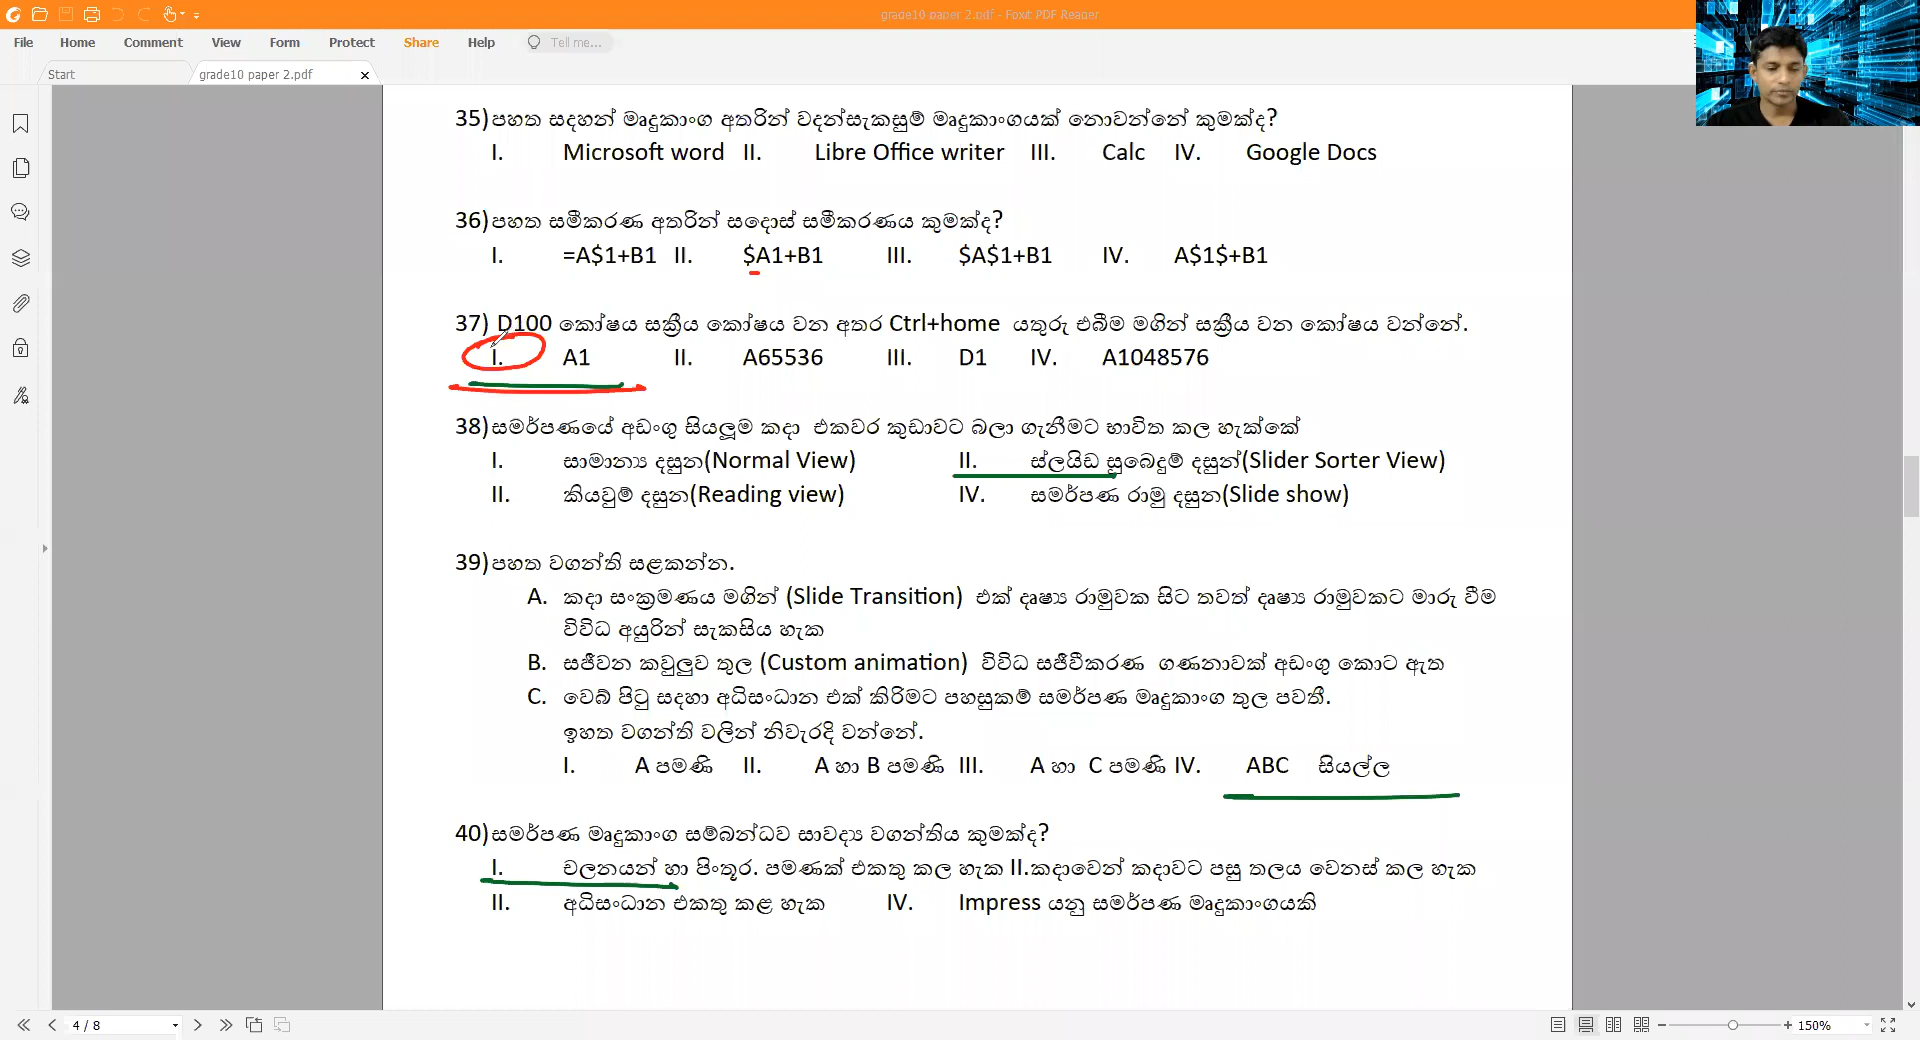 grade10 paper 2.pdf - Foxit PDF Reader
File Home Comment View Form Protect Share Help Tell me...
Start grade10 paper 2.pdf
35)පහත සදහන් මෘදුකාංග අතරින් වදන්සැකසුම් මෘදුකාංගයක් නොවන්නේ කුමක්ද?
I. Microsoft word II. Libre Office writer III. Calc IV. Google Docs
36)පහත සමීකරණ අතරින් සදොස් සමීකරණය කුමක්ද?
I. =A$1+B1 II. $A1+B1 III. $A$1+B1 IV. A$1$+B1
37) D100 කෝෂය සක්‍රීය කෝෂය වන අතර Ctrl+home යතුරු එබීම මගින් සක්‍රීය වන කෝෂය වන්නේ.
I. A1 II. A65536 III. D1 IV. A1048576
38)සමර්පණයේ අඩංගු සියලූම කදා එකවර කුඩාවට බලා ගැනීමට භාවිත කල හැක්කේ
I. සාමාන්‍ය දසුන(Normal View) II. ස්ලයිඩ සුබෙදුම් දසුන්(Slider Sorter View)
II. කියවුම් දසුන(Reading view) IV. සමර්පණ රාමු දසුන(Slide show)
39)පහත වගන්ති සළකන්න.
A. කදා සංක්‍රමණය මගින් (Slide Transition) එක් දෘෂ්‍ය රාමුවක සිට තවත් දෘෂ්‍ය රාමුවකට මාරු වීම
විවිධ අයුරින් සැකසිය හැක
B. සජීවන කවුලුව තුල (Custom animation) විවිධ සජීවීකරණ ගණනාවක් අඩංගු කොට ඇත
C. වෙබ් පිටු සදහා අධිසංධාන එක් කිරිමට පහසුකම් සමර්පණ මෘදුකාංග තුල පවතී.
ඉහත වගන්ති වලින් නිවැරදි වන්නේ.
I. A පමණි II. A හා B පමණි III. A හා C පමණි IV. ABC සියල්ල
40)සමර්පණ මෘදුකාංග සම්බන්ධව සාවද්‍ය වගන්තිය කුමක්ද?
I. චලනයන් හා පිංතූර. පමණක් එකතු කල හැක II.කදාවෙන් කදාවට පසු තලය වෙනස් කල හැක
II. අධිසංධාන එකතු කළ හැක IV. Impress යනු සමර්පණ මෘදුකාංගයකි
4 / 8 150%